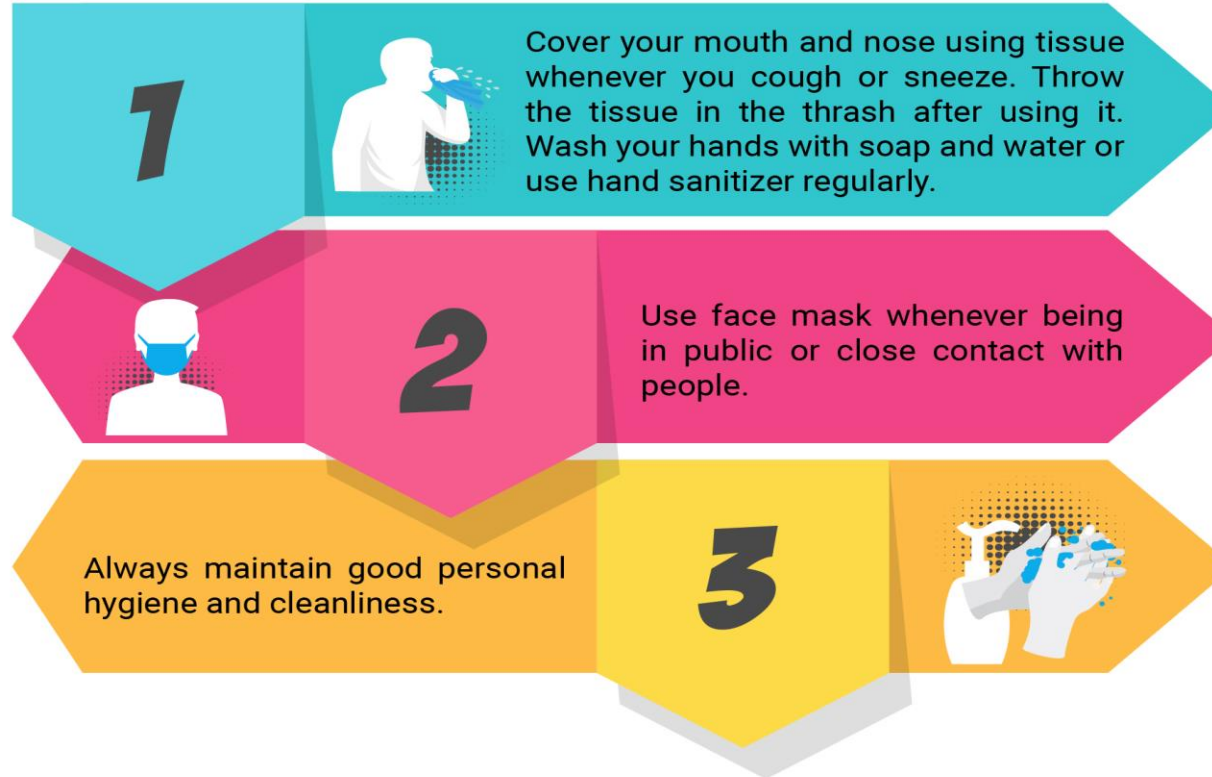 1
Cover your mouth and nose using tissue
whenever you cough or sneeze. Throw
the tissue in the thrash after using it.
Wash your hands with soap and water or
use hand sanitizer regularly.
2
Use face mask whenever being
in public or close contact with
people.
3
Always maintain good personal
hygiene and cleanliness.